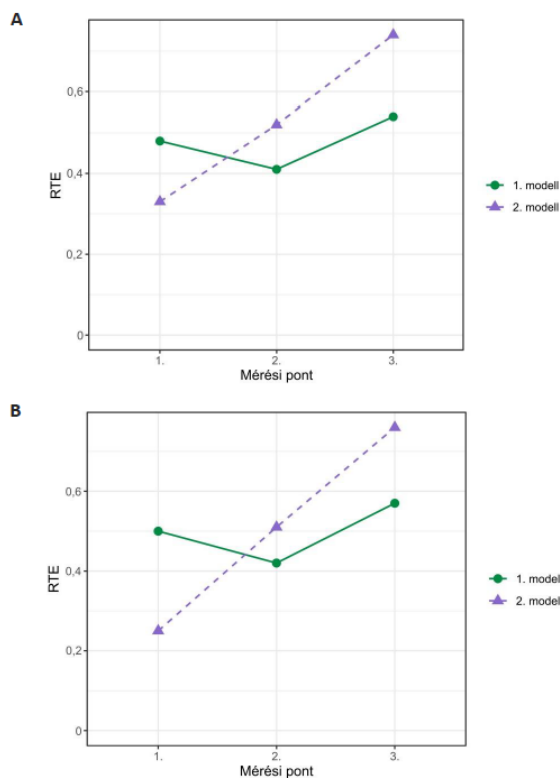 A
0,6
0,4
0,2
0
RTE
1.
2.
3.
Mérési pont
1. modell
2. modell
B
0,6
0,4
0,2
0
RTE
1.
2.
3.
Mérési pont
1. model
2. model